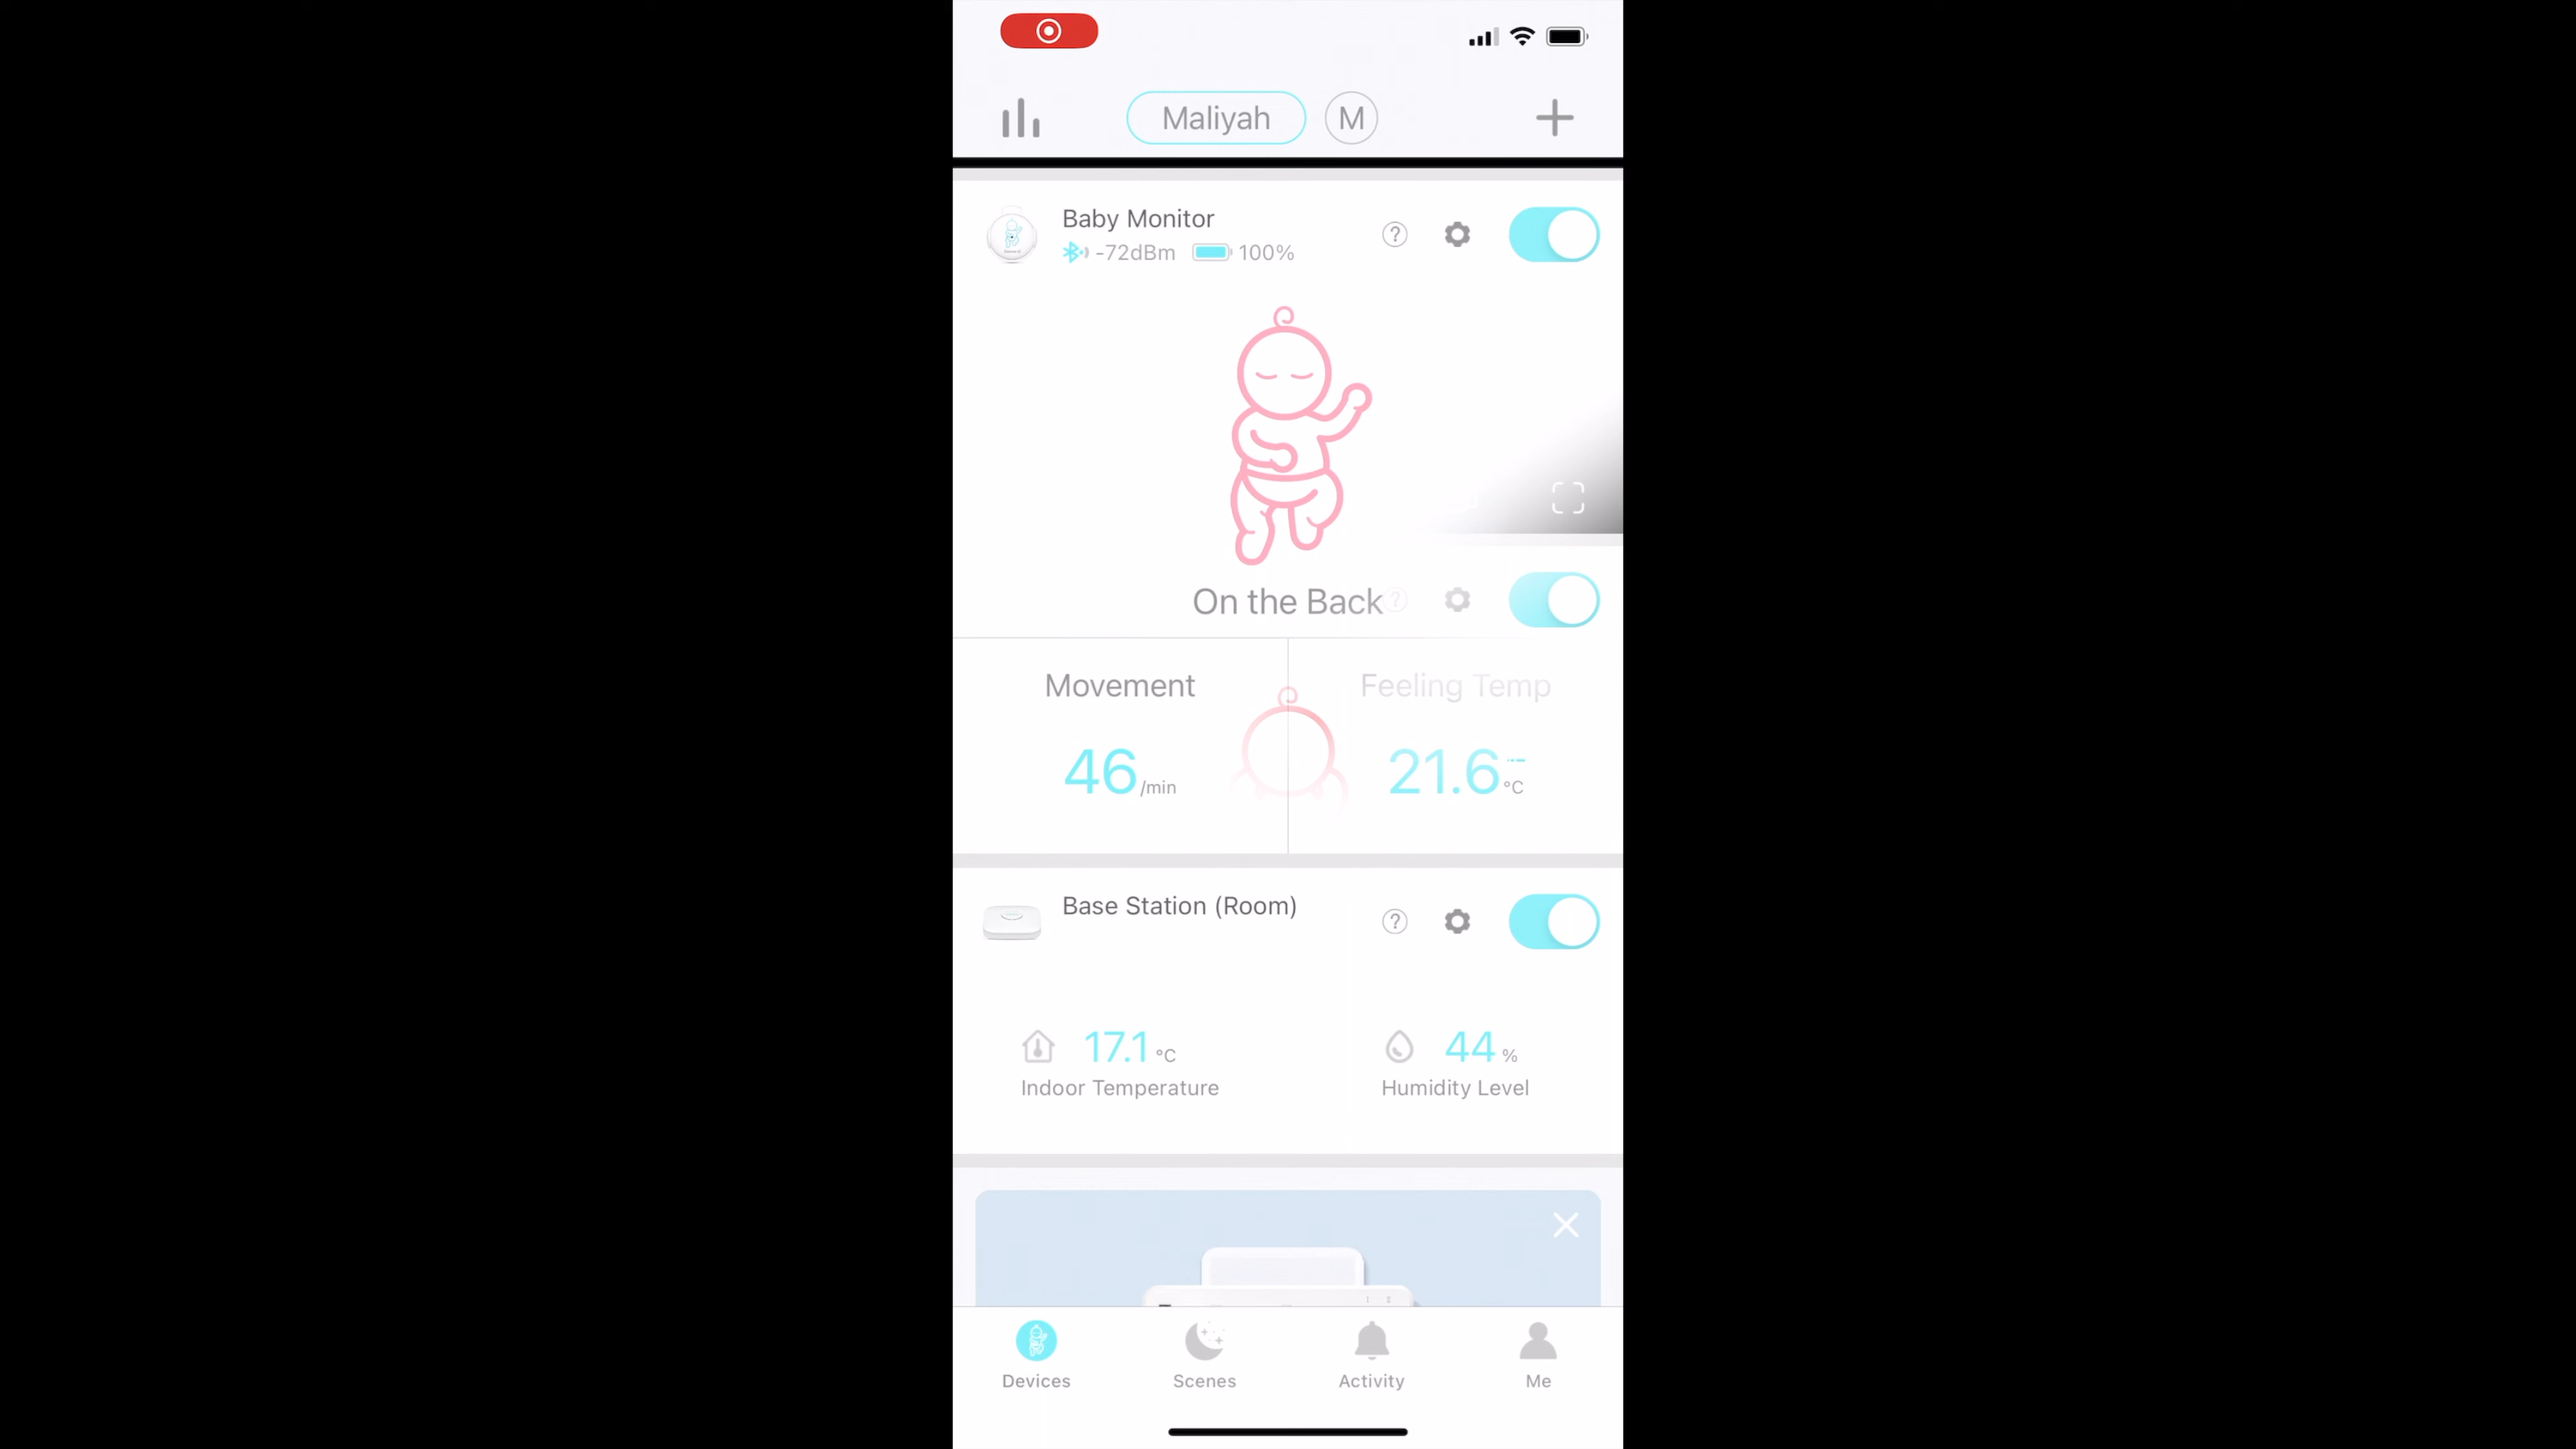 Maliyah M
Baby Monitor
-72dBm 100%
On the Back
Movement
Feeling Temp
46 /min
21.6 °C
--
Base Station (Room)
17.1 °C
Indoor Temperature
44 %
Humidity Level
Devices
Scenes
Activity
Me